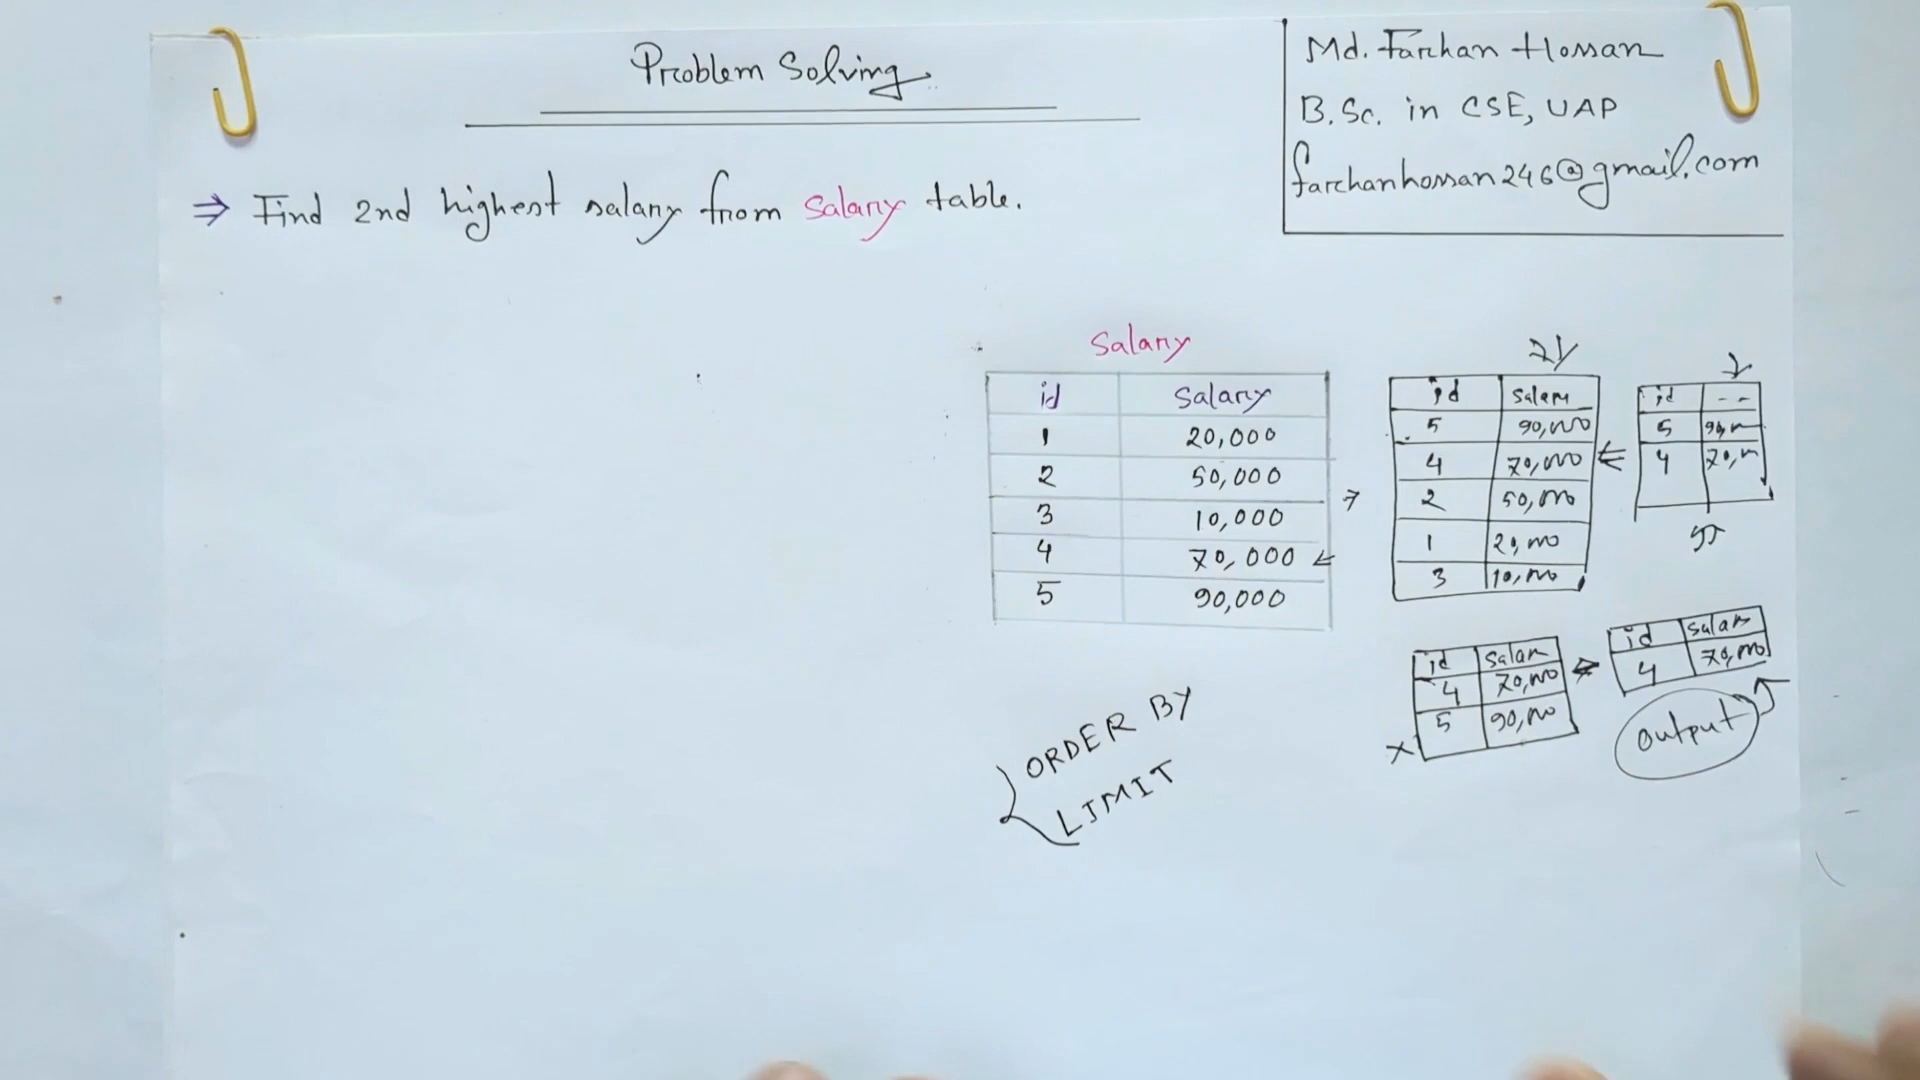 Problem Solving
Md. Farhan Hossan
B.Sc. in CSE, UAP
farhanhossan246@gmail.com
⇒ Find 2nd highest salary from Salary table.
Salary
id Salary
1 20,000
2 50,000
3 10,000
4 70,000
5 90,000
id Salary
5 90,000
4 70,000
2 50,000
1 20,000
3 10,000
id --
5
4
id Salary
4 70,000
5 90,000
id Salary
4 70,000
Output
ORDER BY
LIMIT